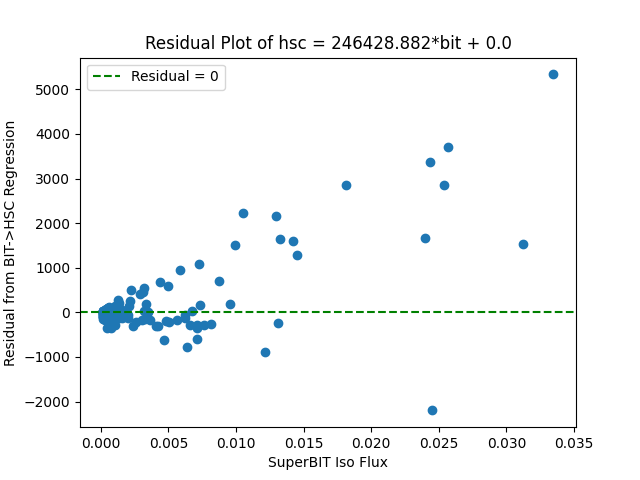 Residual Plot of hsc = 246428.882*bit + 0.0
Residual = 0
Residual from BIT->HSC Regression
5000
4000
3000
2000
1000
0
−1000
−2000
0.000 0.005 0.010 0.015 0.020 0.025 0.030 0.035
SuperBIT Iso Flux